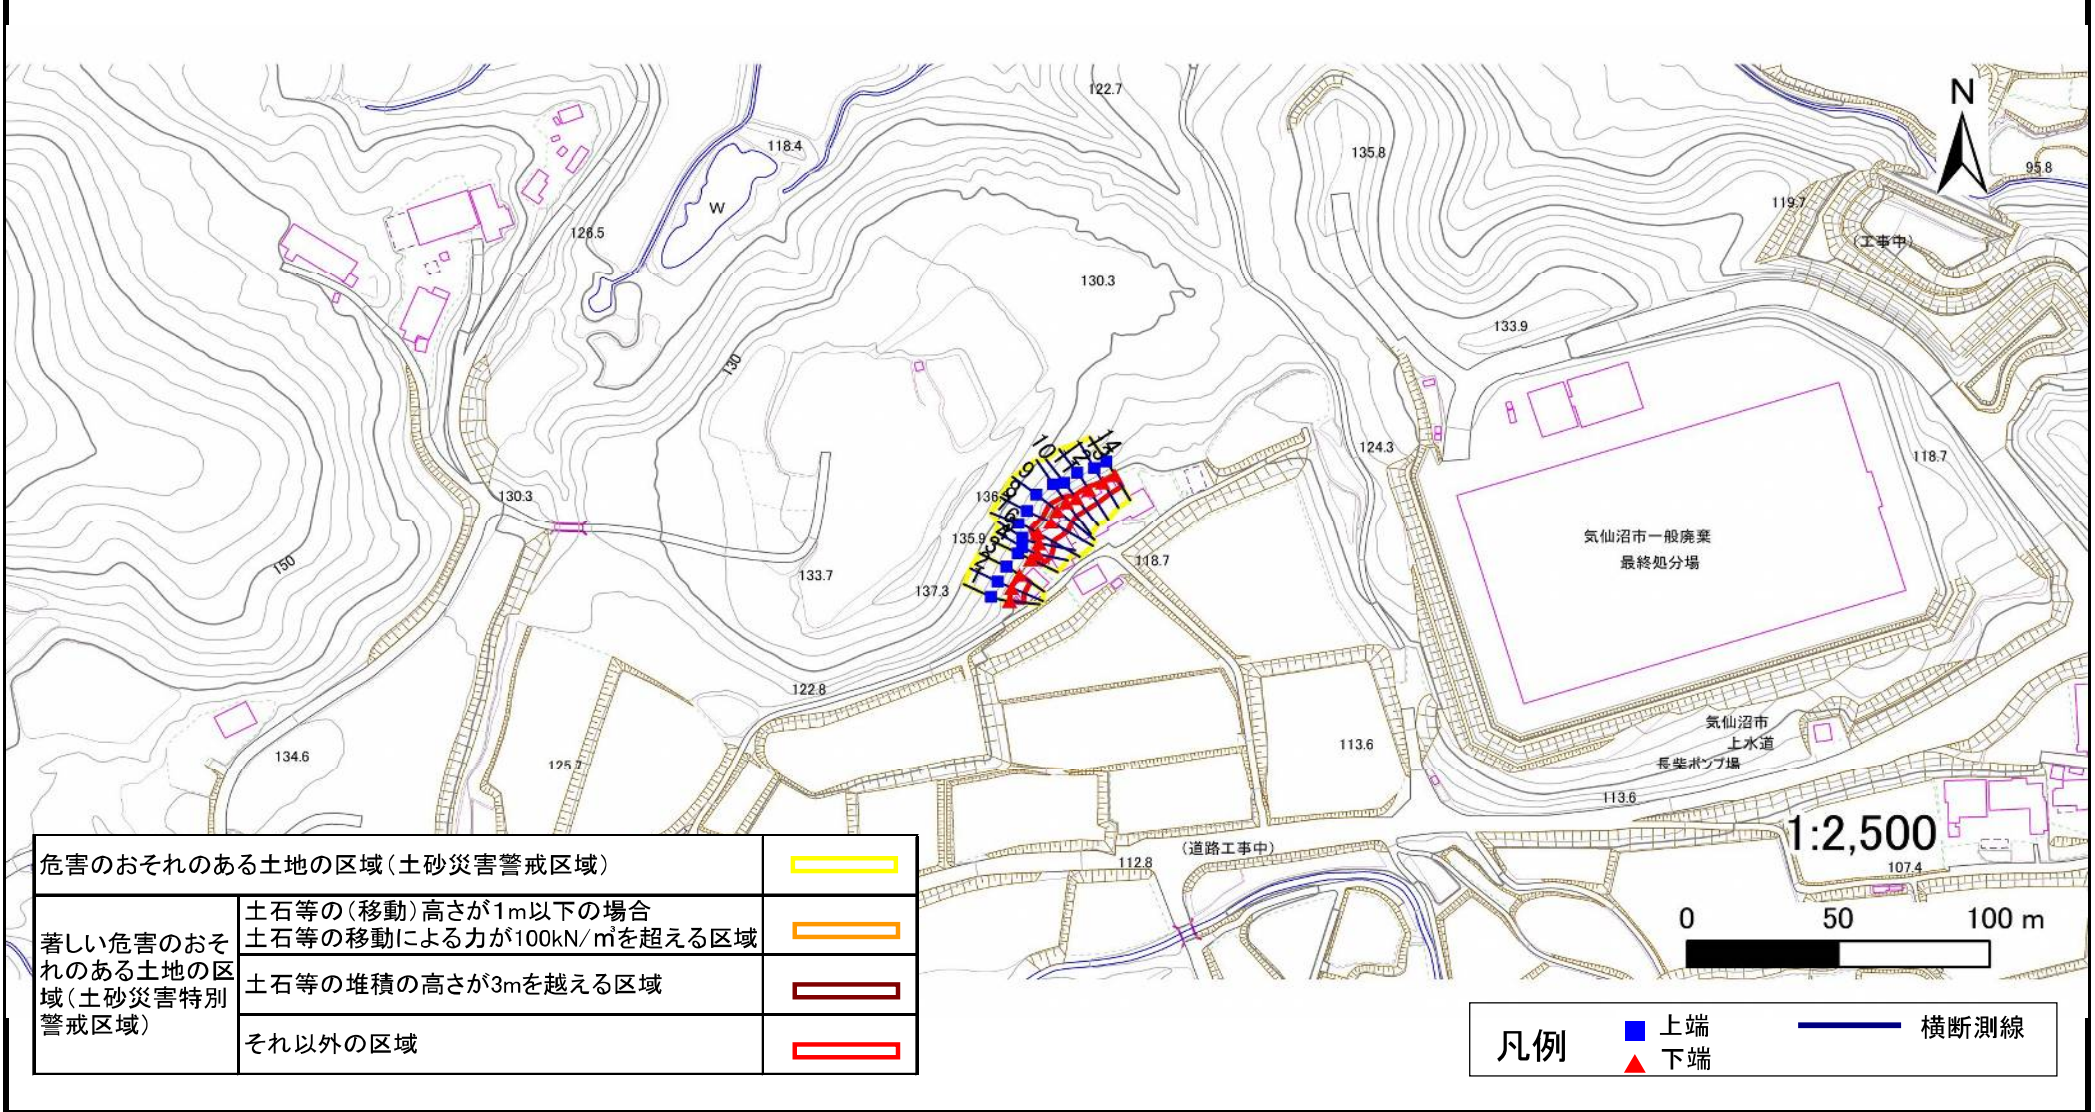 122.7
N
118.4
135.8
95.8
W
119.7
126.5
(工事中)
130.3
133.9
130
14
10
124.3
118.7
130.3
136
気仙沼市一般廃棄
最終処分場
135.9
150
133.7
118.7
137.3
122.8
気仙沼市
上水道
長柴ポンプ場
134.6
125.7
113.6
113.6
1:2,500
(道路工事中)
112.8
107.4
0 50 100 m
危害のおそれのある土地の区域(土砂災害警戒区域)
著しい危害のおそ
れのある土地の区
域(土砂災害特別
警戒区域)
土石等の(移動)高さが1m以下の場合
土石等の移動による力が100kN/㎡を超える区域
土石等の堆積の高さが3mを越える区域
それ以外の区域
凡例
上端
下端
横断測線